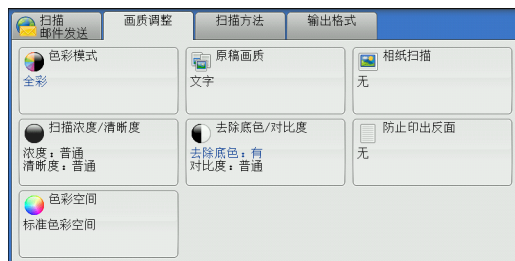 扫描
邮件发送
画质调整
扫描方法
输出格式
色彩模式
全彩
原稿画质
文字
相纸扫描
无
扫描浓度/清晰度
浓度：普通
清晰度：普通
去除底色/对比度
去除底色：有
对比度：普通
防止印出反面
无
色彩空间
标准色彩空间